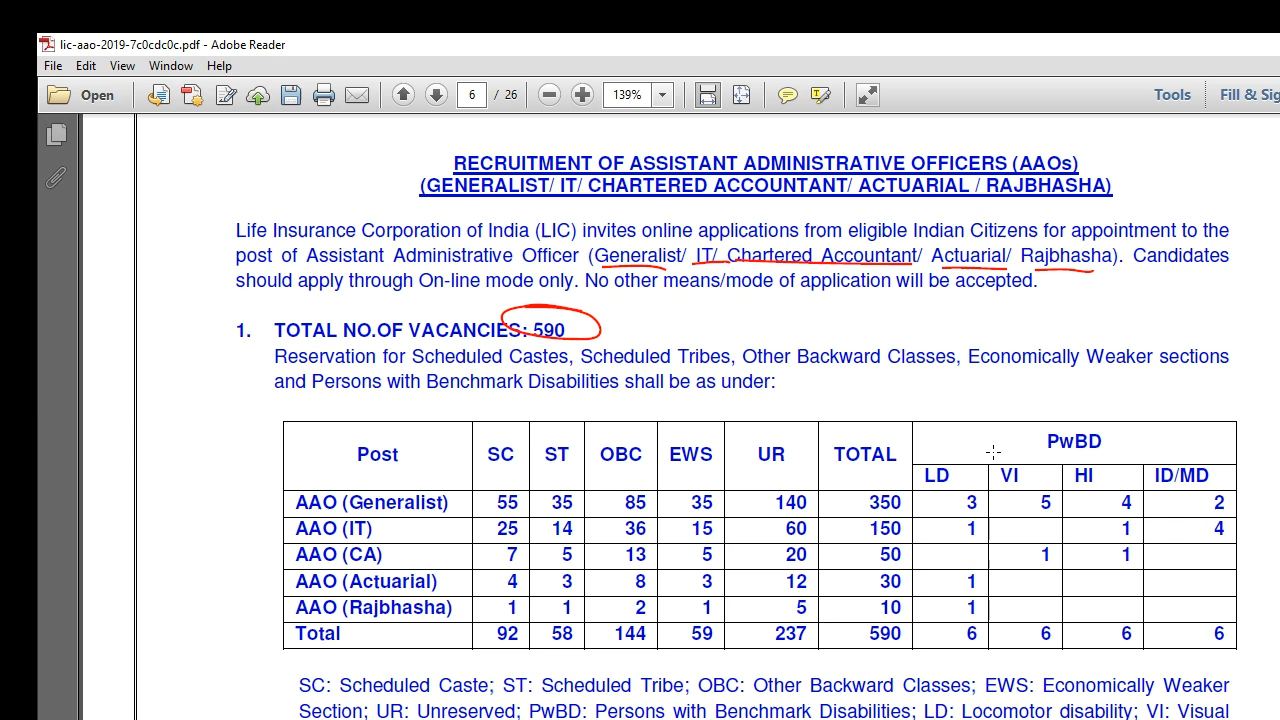 lic-aao-2019-7c0cdc0c.pdf - Adobe Reader
File Edit View Window Help
Open 6 / 26 139% Tools Fill & Sig
RECRUITMENT OF ASSISTANT ADMINISTRATIVE OFFICERS (AAOs)
(GENERALIST/ IT/ CHARTERED ACCOUNTANT/ ACTUARIAL / RAJBHASHA)
Life Insurance Corporation of India (LIC) invites online applications from eligible Indian Citizens for appointment to the
post of Assistant Administrative Officer (Generalist/ IT/ Chartered Accountant/ Actuarial/ Rajbhasha). Candidates
should apply through On-line mode only. No other means/mode of application will be accepted.
1. TOTAL NO.OF VACANCIES: 590
Reservation for Scheduled Castes, Scheduled Tribes, Other Backward Classes, Economically Weaker sections
and Persons with Benchmark Disabilities shall be as under:
Post SC ST OBC EWS UR TOTAL PwBD
LD VI HI ID/MD
AAO (Generalist) 55 35 85 35 140 350 3 5 4 2
AAO (IT) 25 14 36 15 60 150 1 1 4
AAO (CA) 7 5 13 5 20 50 1 1
AAO (Actuarial) 4 3 8 3 12 30 1
AAO (Rajbhasha) 1 1 2 1 5 10 1
Total 92 58 144 59 237 590 6 6 6 6
SC: Scheduled Caste; ST: Scheduled Tribe; OBC: Other Backward Classes; EWS: Economically Weaker
Section; UR: Unreserved; PwBD: Persons with Benchmark Disabilities; LD: Locomotor disability; VI: Visual